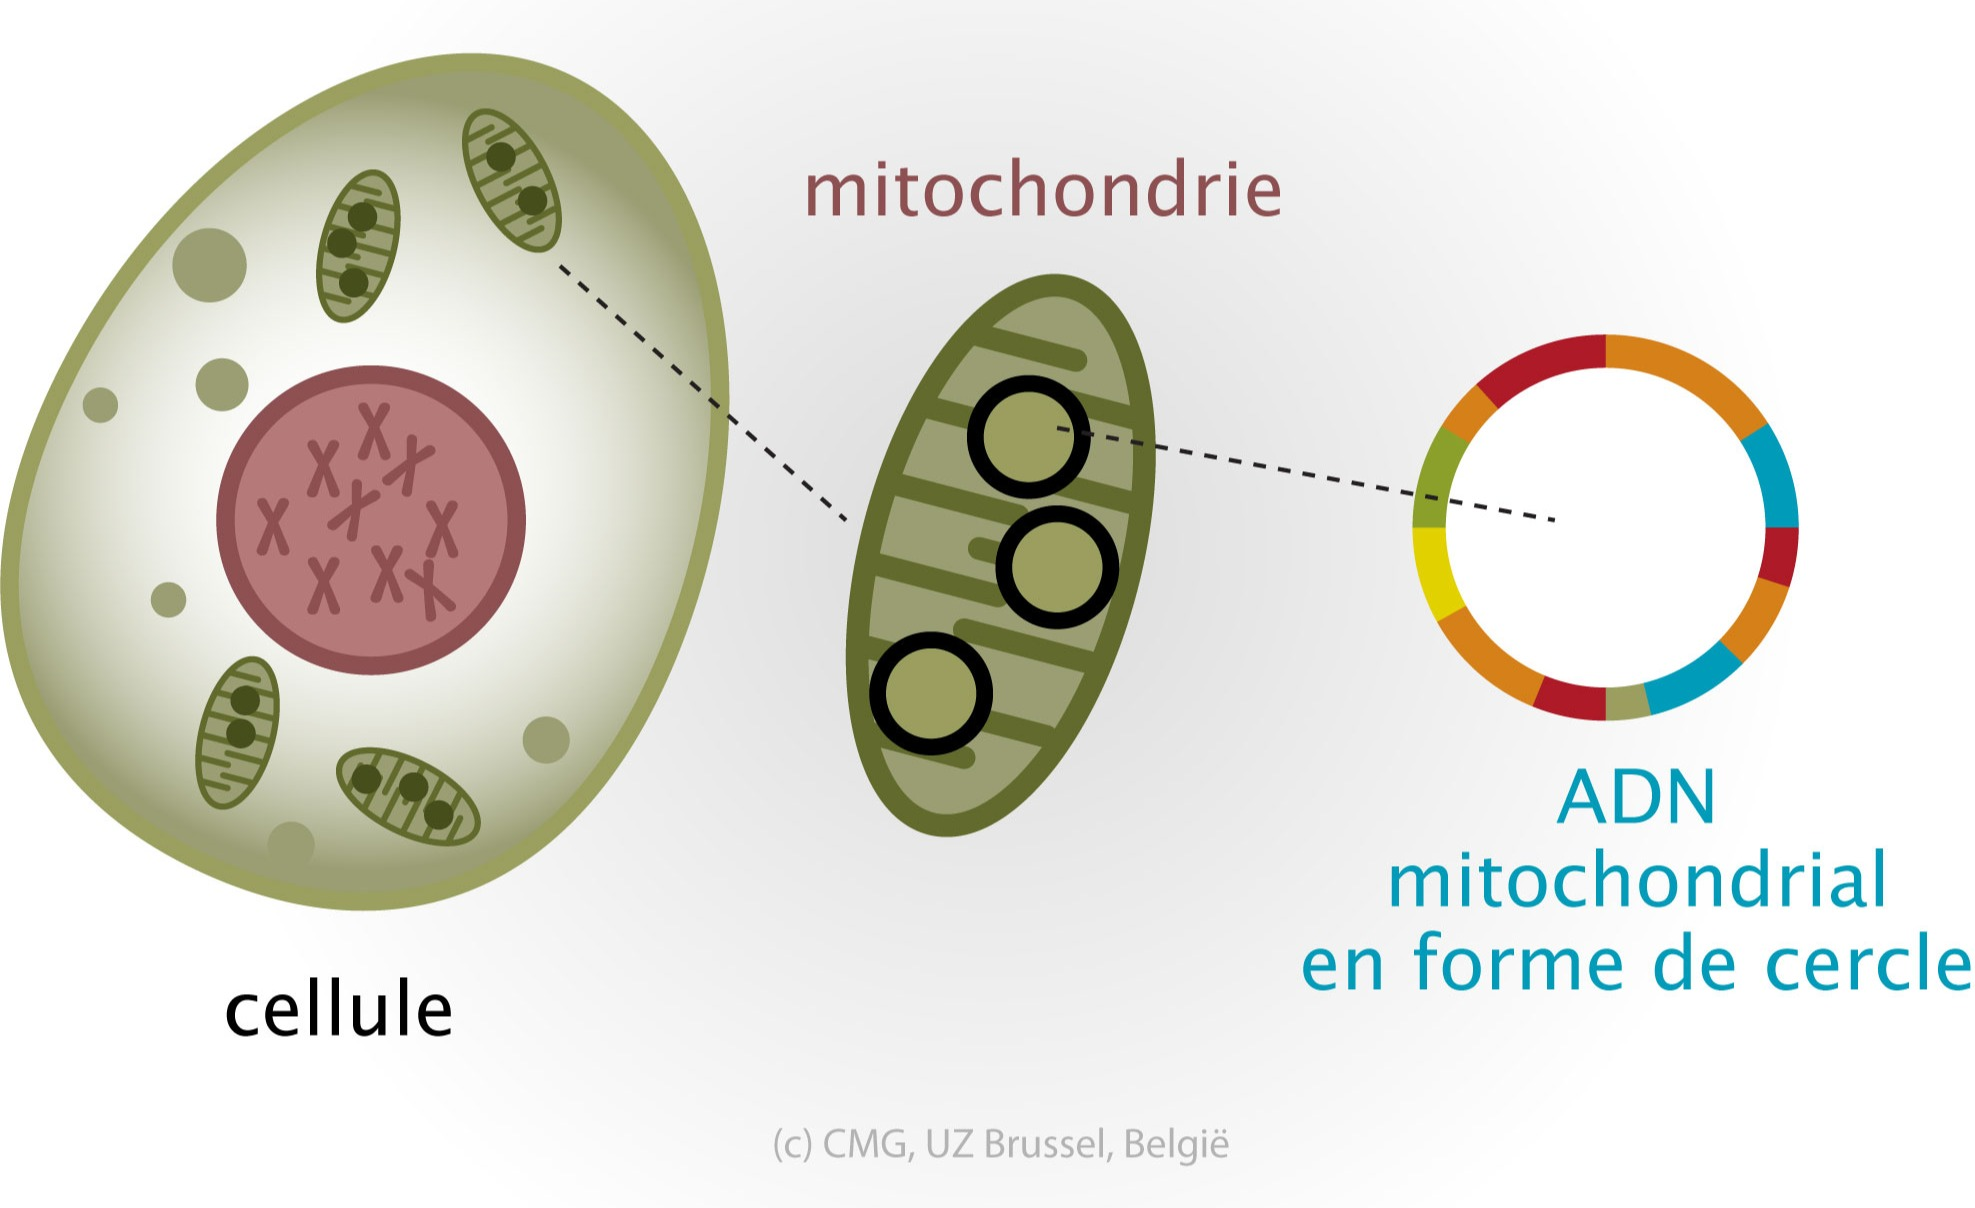 mitochondrie
ADN
mitochondrial
en forme de cercle
cellule
(c) CMG, UZ Brussel, België